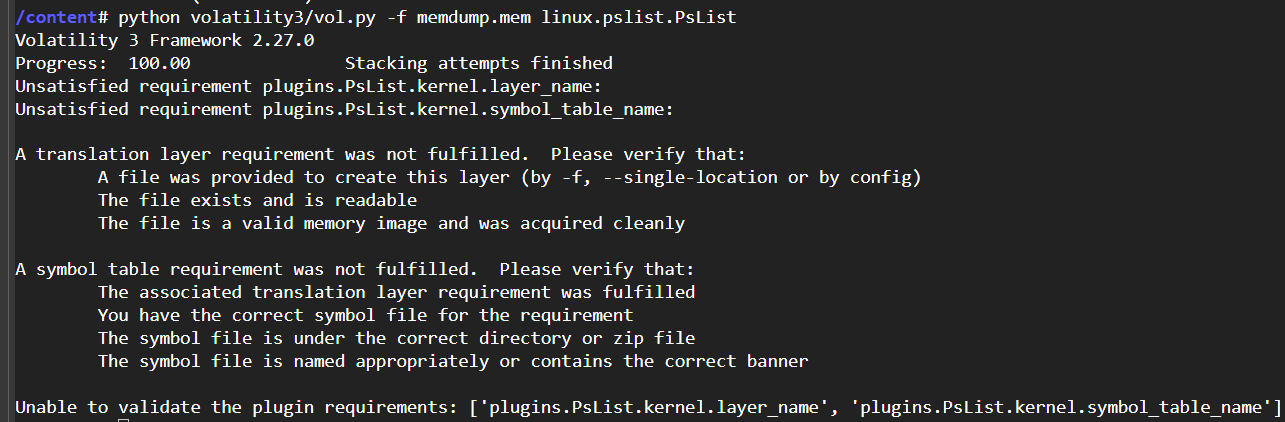 /content# python volatility3/vol.py -f memdump.mem linux.pslist.PsList
Volatility 3 Framework 2.27.0
Progress:  100.00               Stacking attempts finished
Unsatisfied requirement plugins.PsList.kernel.layer_name:
Unsatisfied requirement plugins.PsList.kernel.symbol_table_name:

A translation layer requirement was not fulfilled.  Please verify that:
        A file was provided to create this layer (by -f, --single-location or by config)
        The file exists and is readable
        The file is a valid memory image and was acquired cleanly

A symbol table requirement was not fulfilled.  Please verify that:
        The associated translation layer requirement was fulfilled
        You have the correct symbol file for the requirement
        The symbol file is under the correct directory or zip file
        The symbol file is named appropriately or contains the correct banner

Unable to validate the plugin requirements: ['plugins.PsList.kernel.layer_name', 'plugins.PsList.kernel.symbol_table_name']